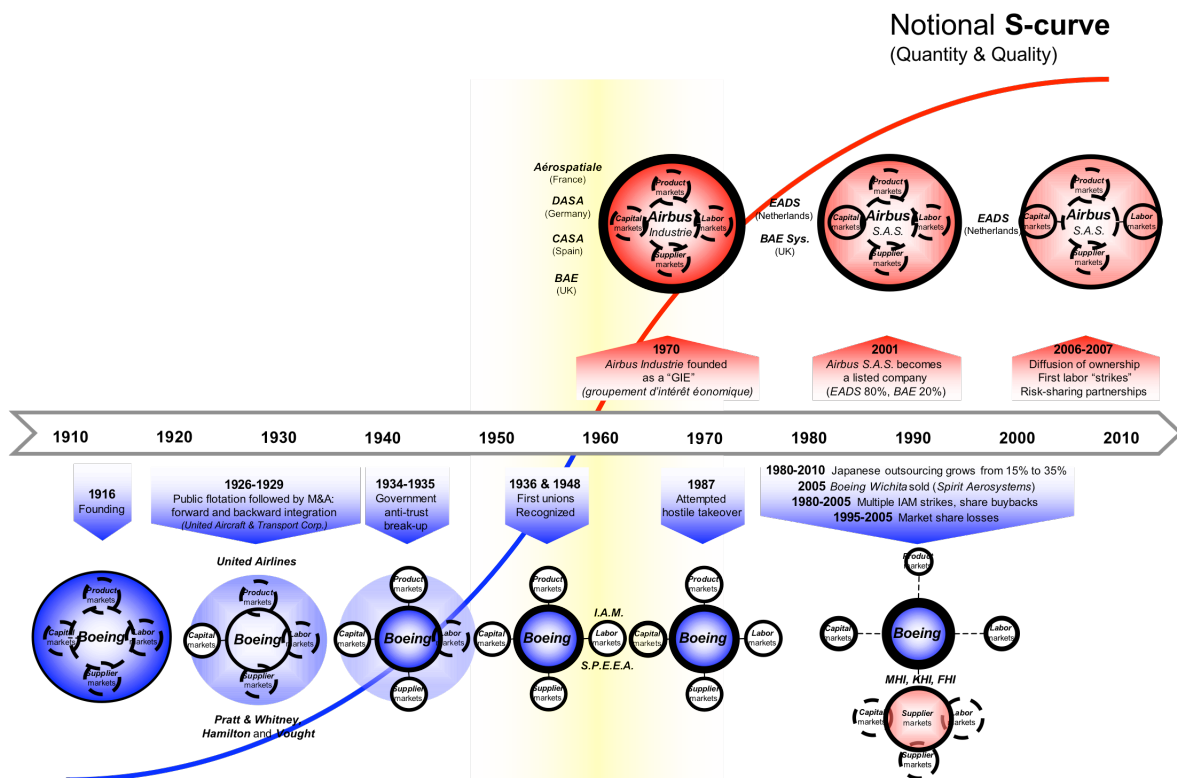 Notional S-curve
(Quantity & Quality)
Aérospatiale
(France)
DASA
(Germany)
CASA
(Spain)
BAE
(UK)
Product
markets
Capital
markets
Airbus
Industrie
Labor
markets
Supplier
markets
EADS
(Netherlands)
BAE Sys.
(UK)
Product
markets
Capital
markets
Airbus
S.A.S.
Labor
markets
Supplier
markets
EADS
(Netherlands)
Product
markets
Capital
markets
Airbus
S.A.S.
Labor
markets
Supplier
markets
1970
Airbus Industrie founded
as a “GIE”
(groupement d’intérêt éonomique)
2001
Airbus S.A.S. becomes
a listed company
(EADS 80%, BAE 20%)
2006-2007
Diffusion of ownership
First labor “strikes”
Risk-sharing partnerships
1910 1920 1930 1940 1950 1960 1970 1980 1990 2000 2010
1916
Founding
1926-1929
Public flotation followed by M&A:
forward and backward integration
(United Aircraft & Transport Corp.)
1934-1935
Government
anti-trust
break-up
1936 & 1948
First unions
Recognized
1987
Attempted
hostile takeover
1980-2010 Japanese outsourcing grows from 15% to 35%
2005 Boeing Wichita sold (Spirit Aerosystems)
1980-2005 Multiple IAM strikes, share buybacks
1995-2005 Market share losses
Product
markets
Capital
markets
Boeing
Labor
markets
Supplier
markets
United Airlines
Product
markets
Capital
markets
Boeing
Labor
markets
Supplier
markets
Pratt & Whitney,
Hamilton and Vought
Product
markets
Capital
markets
Boeing
Labor
markets
Supplier
markets
Product
markets
Capital
markets
Boeing
I.A.M.
Labor
markets
S.P.E.E.A.
Supplier
markets
Product
markets
Capital
markets
Boeing
Labor
markets
Supplier
markets
Product
markets
Capital
markets
Boeing
Labor
markets
MHI, KHI, FHI
Capital
markets
Supplier
markets
Labor
markets
Supplier
markets